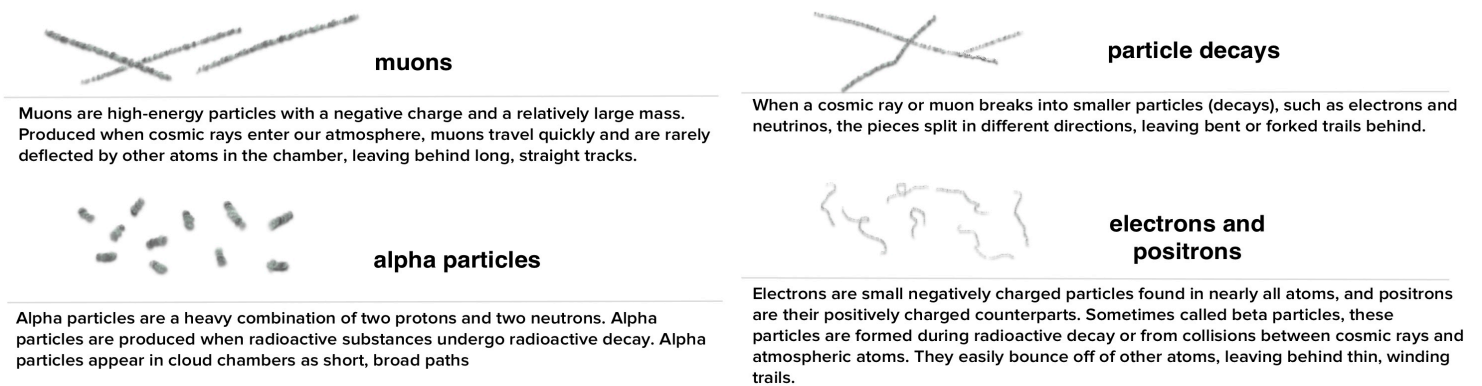 muons
Muons are high-energy particles with a negative charge and a relatively large mass.
Produced when cosmic rays enter our atmosphere, muons travel quickly and are rarely
deflected by other atoms in the chamber, leaving behind long, straight tracks.
alpha particles
Alpha particles are a heavy combination of two protons and two neutrons. Alpha
particles are produced when radioactive substances undergo radioactive decay. Alpha
particles appear in cloud chambers as short, broad paths
particle decays
When a cosmic ray or muon breaks into smaller particles (decays), such as electrons and
neutrinos, the pieces split in different directions, leaving bent or forked trails behind.
electrons and
positrons
Electrons are small negatively charged particles found in nearly all atoms, and positrons
are their positively charged counterparts. Sometimes called beta particles, these
particles are formed during radioactive decay or from collisions between cosmic rays and
atmospheric atoms. They easily bounce off of other atoms, leaving behind thin, winding
trails.